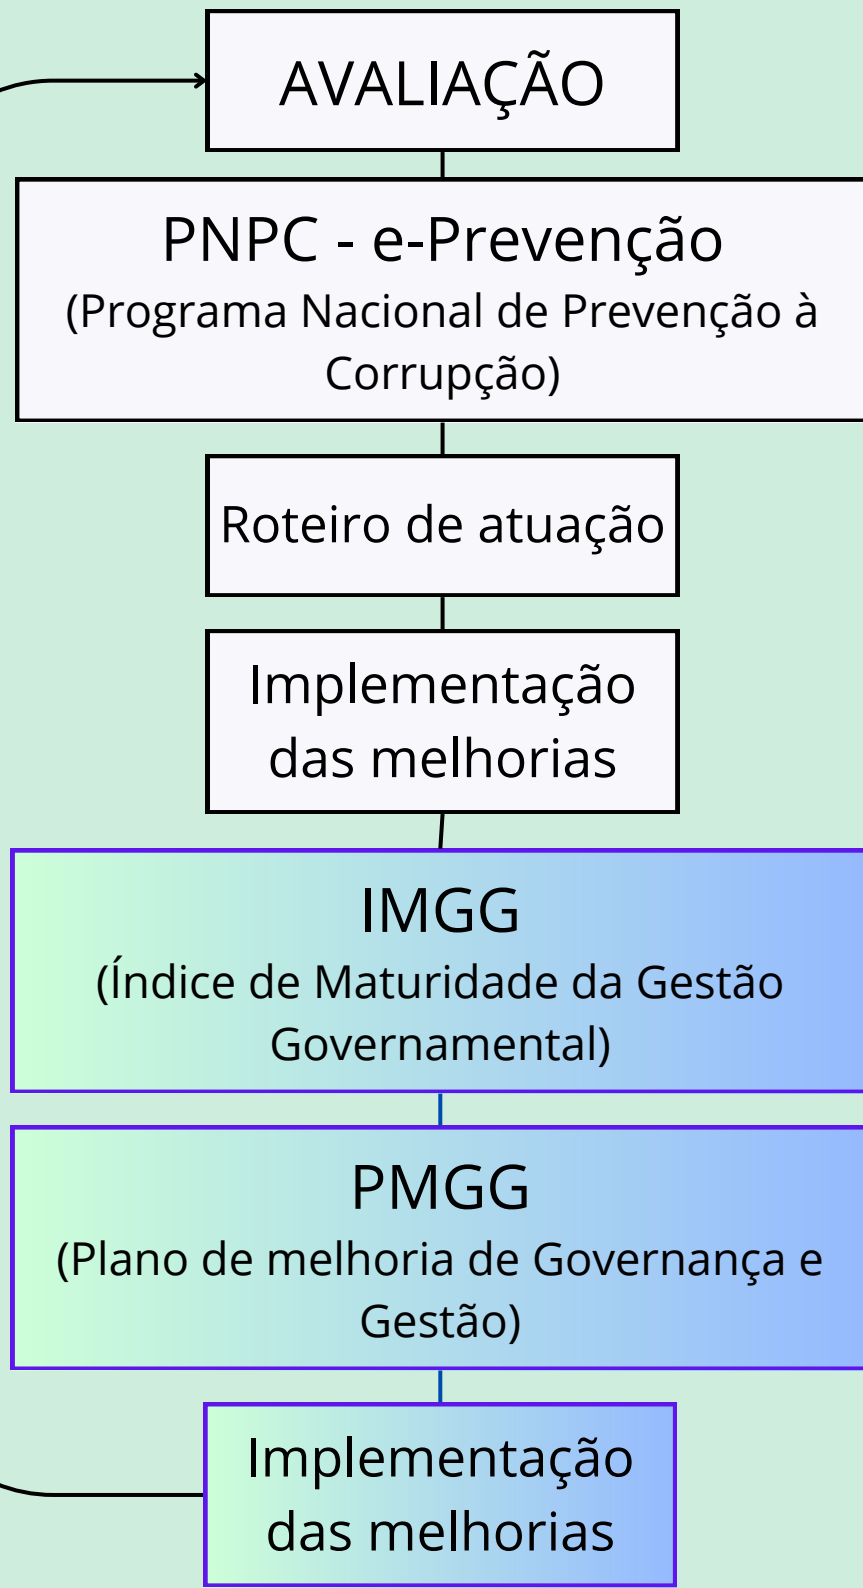 AVALIAÇÃO
PNPC - e-Prevenção
(Programa Nacional de Prevenção à
Corrupção)
Roteiro de atuação
Implementação
das melhorias
IMGG
(Índice de Maturidade da Gestão
Governamental)
PMGG
(Plano de melhoria de Governança e
Gestão)
Implementação
das melhorias